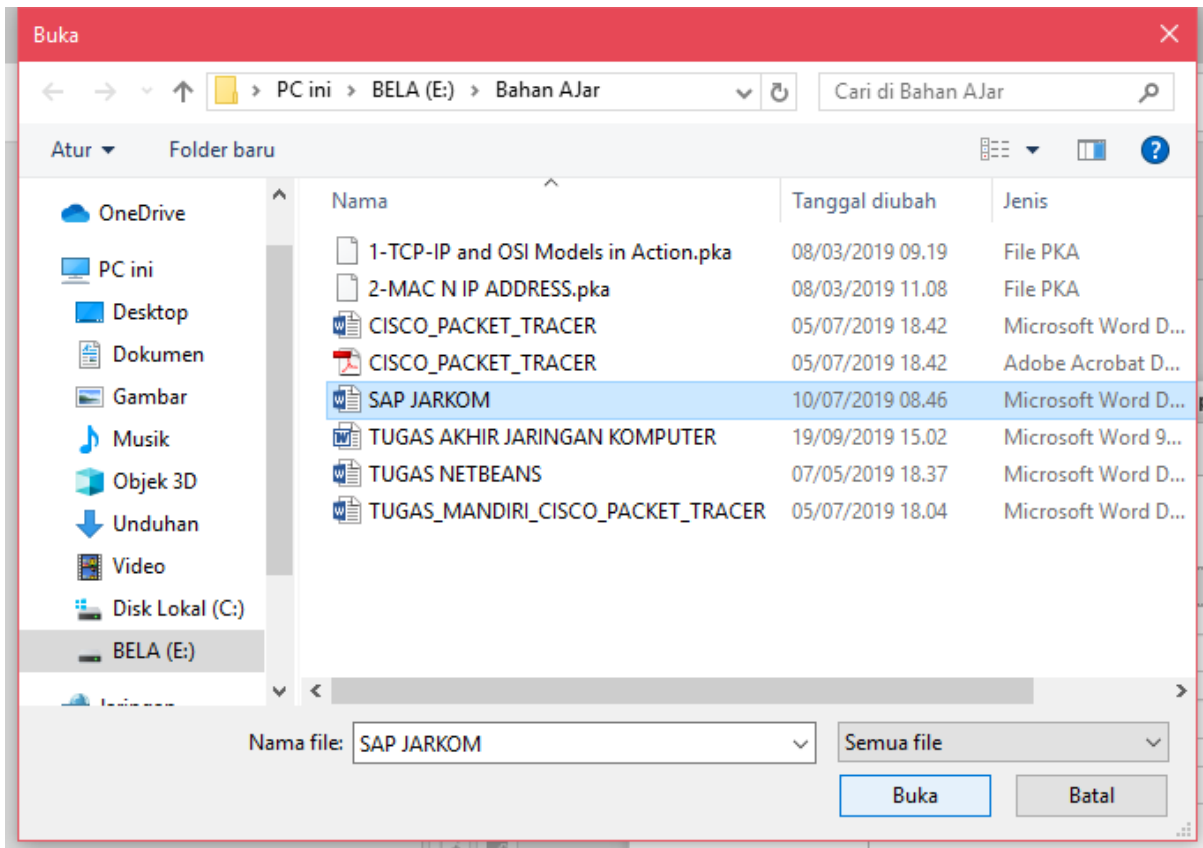 Buka
PC ini > BELA (E:) > Bahan AJar
Cari di Bahan AJar
Atur
Folder baru
OneDrive
PC ini
Desktop
Dokumen
Gambar
Musik
Objek 3D
Unduhan
Video
Disk Lokal (C:)
BELA (E:)
Nama Tanggal diubah Jenis
1-TCP-IP and OSI Models in Action.pka 08/03/2019 09.19 File PKA
2-MAC N IP ADDRESS.pka 08/03/2019 11.08 File PKA
CISCO_PACKET_TRACER 05/07/2019 18.42 Microsoft Word D...
CISCO_PACKET_TRACER 05/07/2019 18.42 Adobe Acrobat D...
SAP JARKOM 10/07/2019 08.46 Microsoft Word D...
TUGAS AKHIR JARINGAN KOMPUTER 19/09/2019 15.02 Microsoft Word 9...
TUGAS NETBEANS 07/05/2019 18.37 Microsoft Word D...
TUGAS_MANDIRI_CISCO_PACKET_TRACER 05/07/2019 18.04 Microsoft Word D...
Nama file: SAP JARKOM
Semua file
Buka
Batal